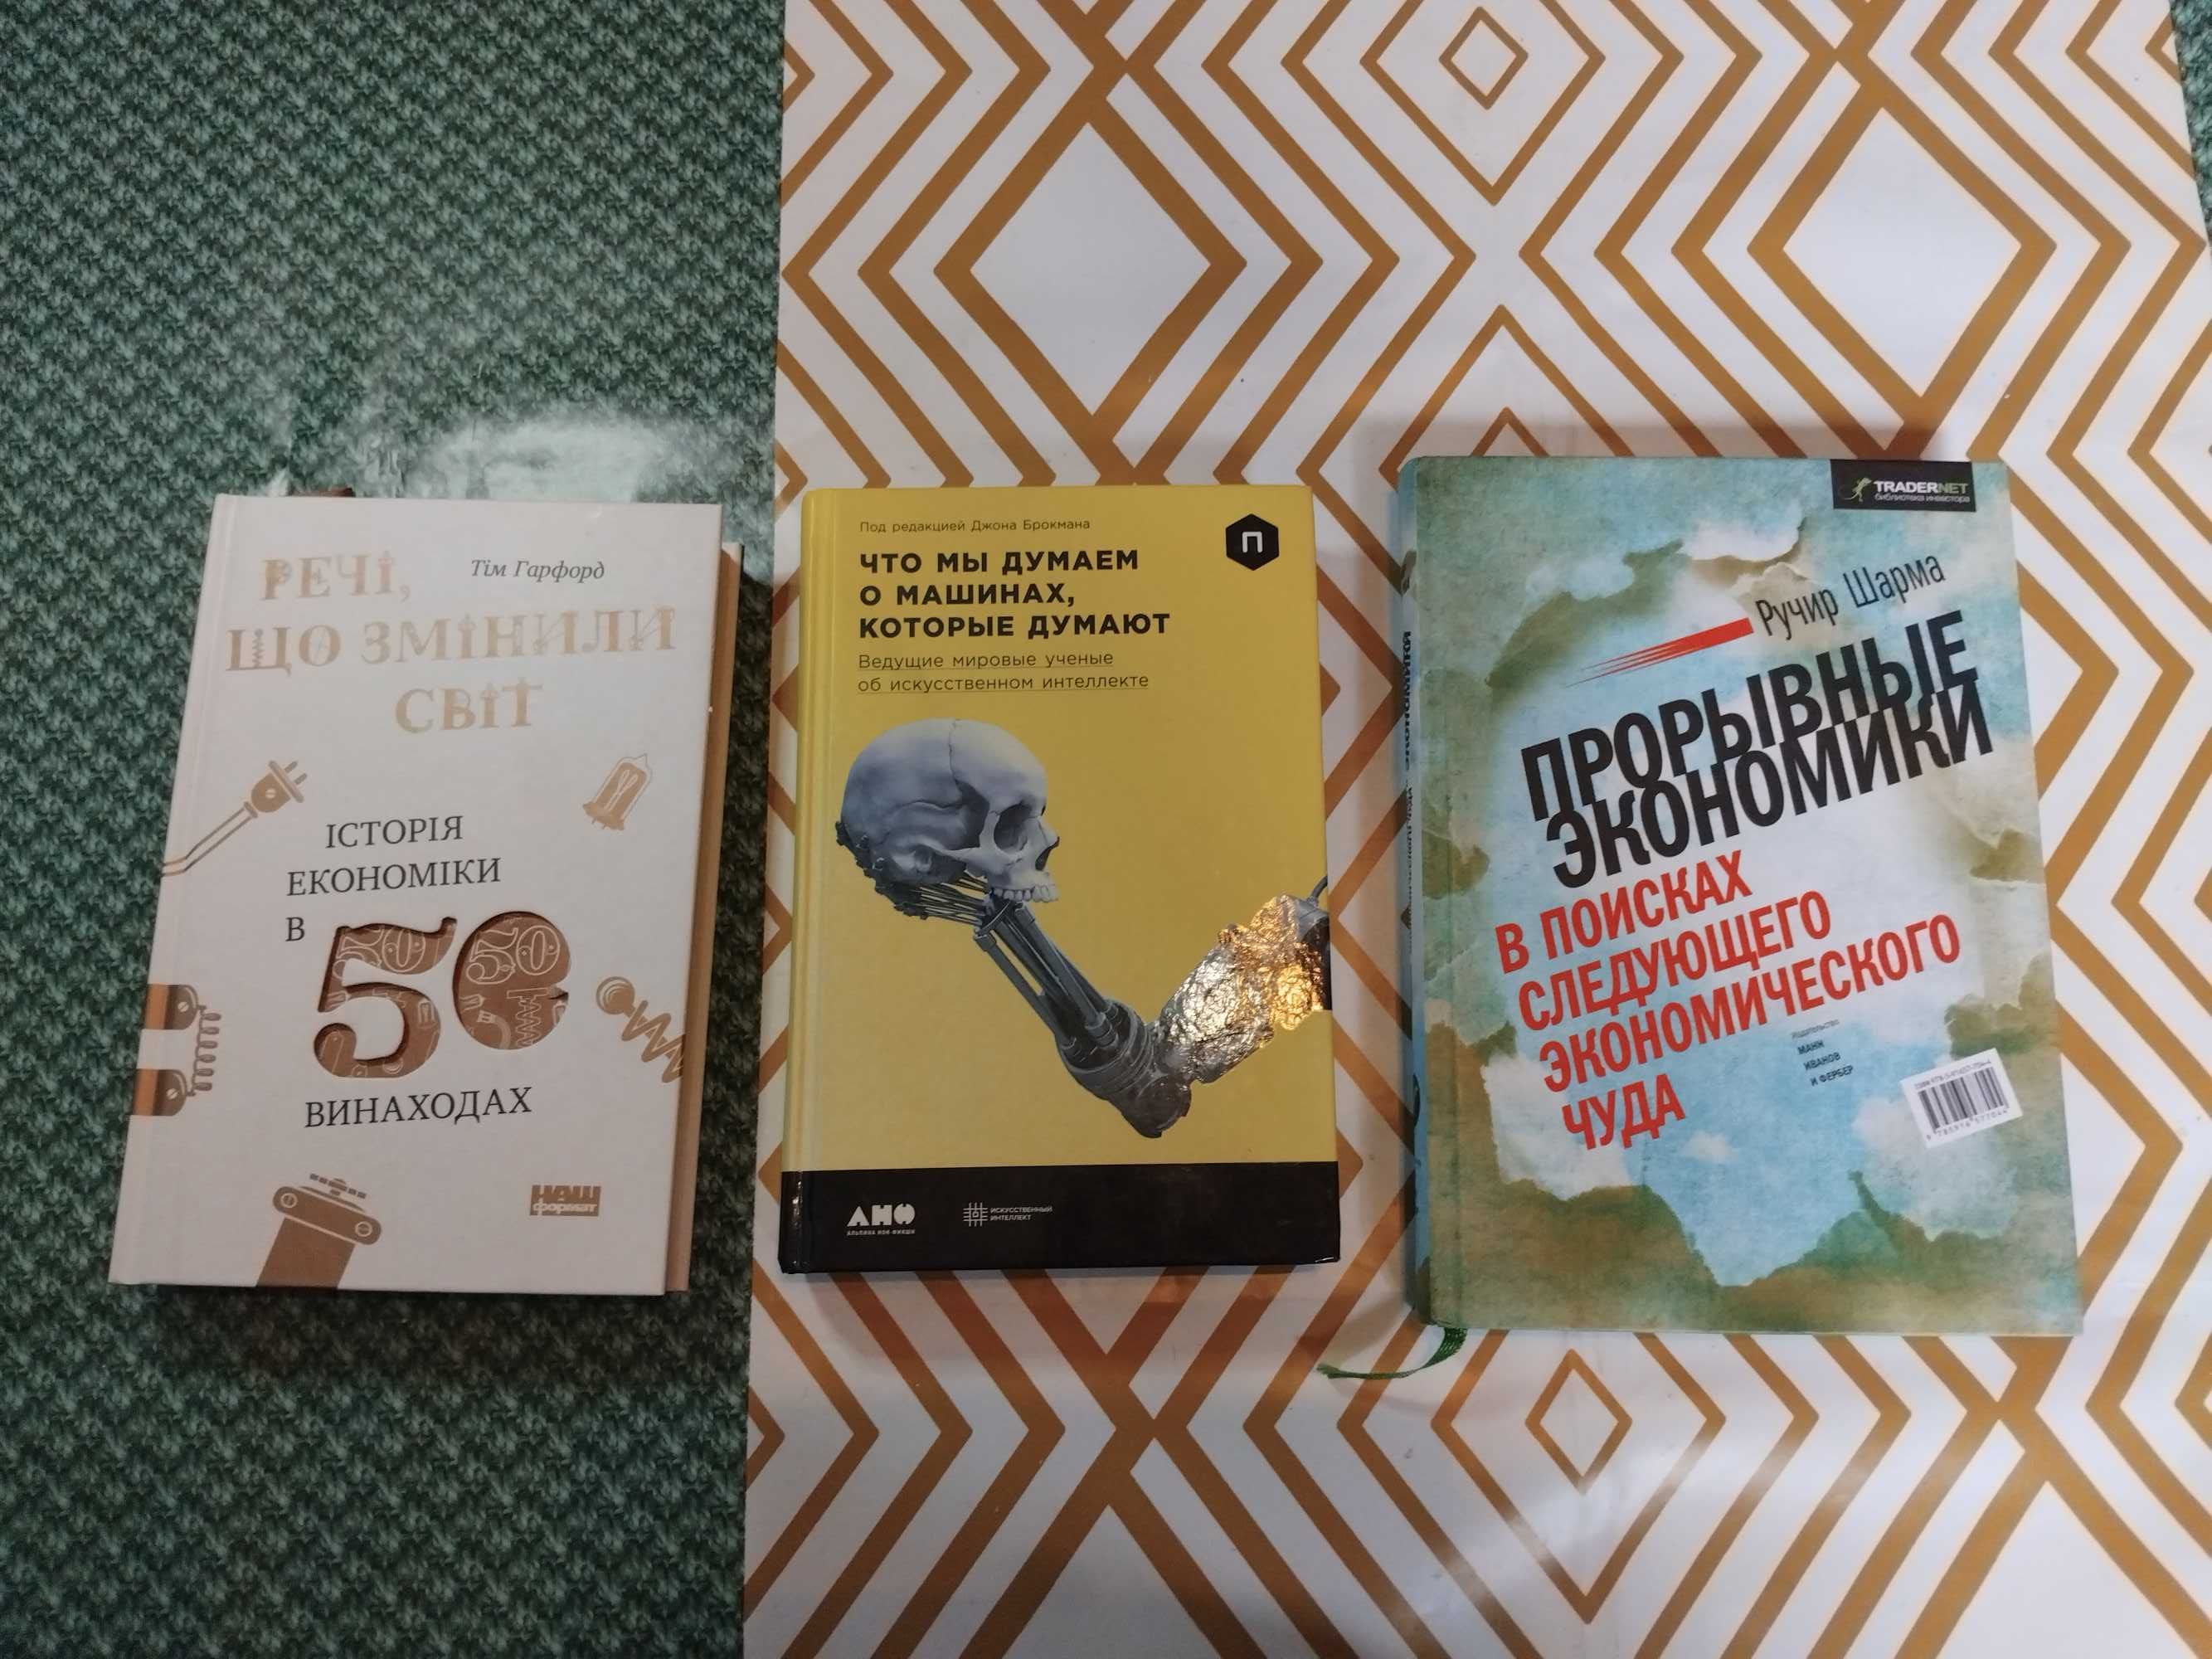 РЕЧІ,
Тім Гарфорд
ЩО ЗМІНИЛИ
СВІТ
ІСТОРІЯ
ЕКОНОМІКИ
В 50
ВИНАХОДАХ
НАШ
формат
Под редакцией Джона Брокмана
П
ЧТО МЫ ДУМАЕМ
О МАШИНАХ,
КОТОРЫЕ ДУМАЮТ
Ведущие мировые ученые
об искусственном интеллекте
АНФ
АЛЬПИНА НОН-ФИКШН
ИСКУССТВЕННЫЙ
ИНТЕЛЛЕКТ
TRADERNET
библиотека инвестора
Ручир Шарма
ПРОРЫВНЫЕ
ЭКОНОМИКИ
В ПОИСКАХ
СЛЕДУЮЩЕГО
ЭКОНОМИЧЕСКОГО
ЧУДА
издательство
МАНН
ИВАНОВ
И ФЕРБЕР